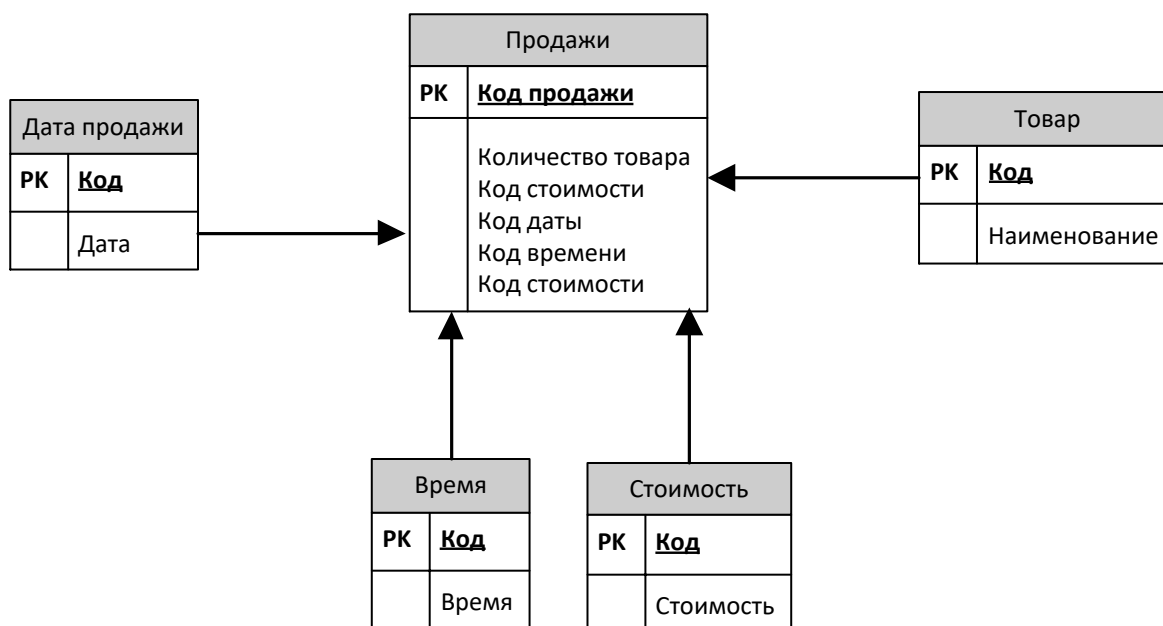 Продажи
PK Код продажи
Количество товара
Код стоимости
Код даты
Код времени
Код стоимости
Дата продажи
PK Код
Дата
Товар
PK Код
Наименование
Время
PK Код
Время
Стоимость
PK Код
Стоимость